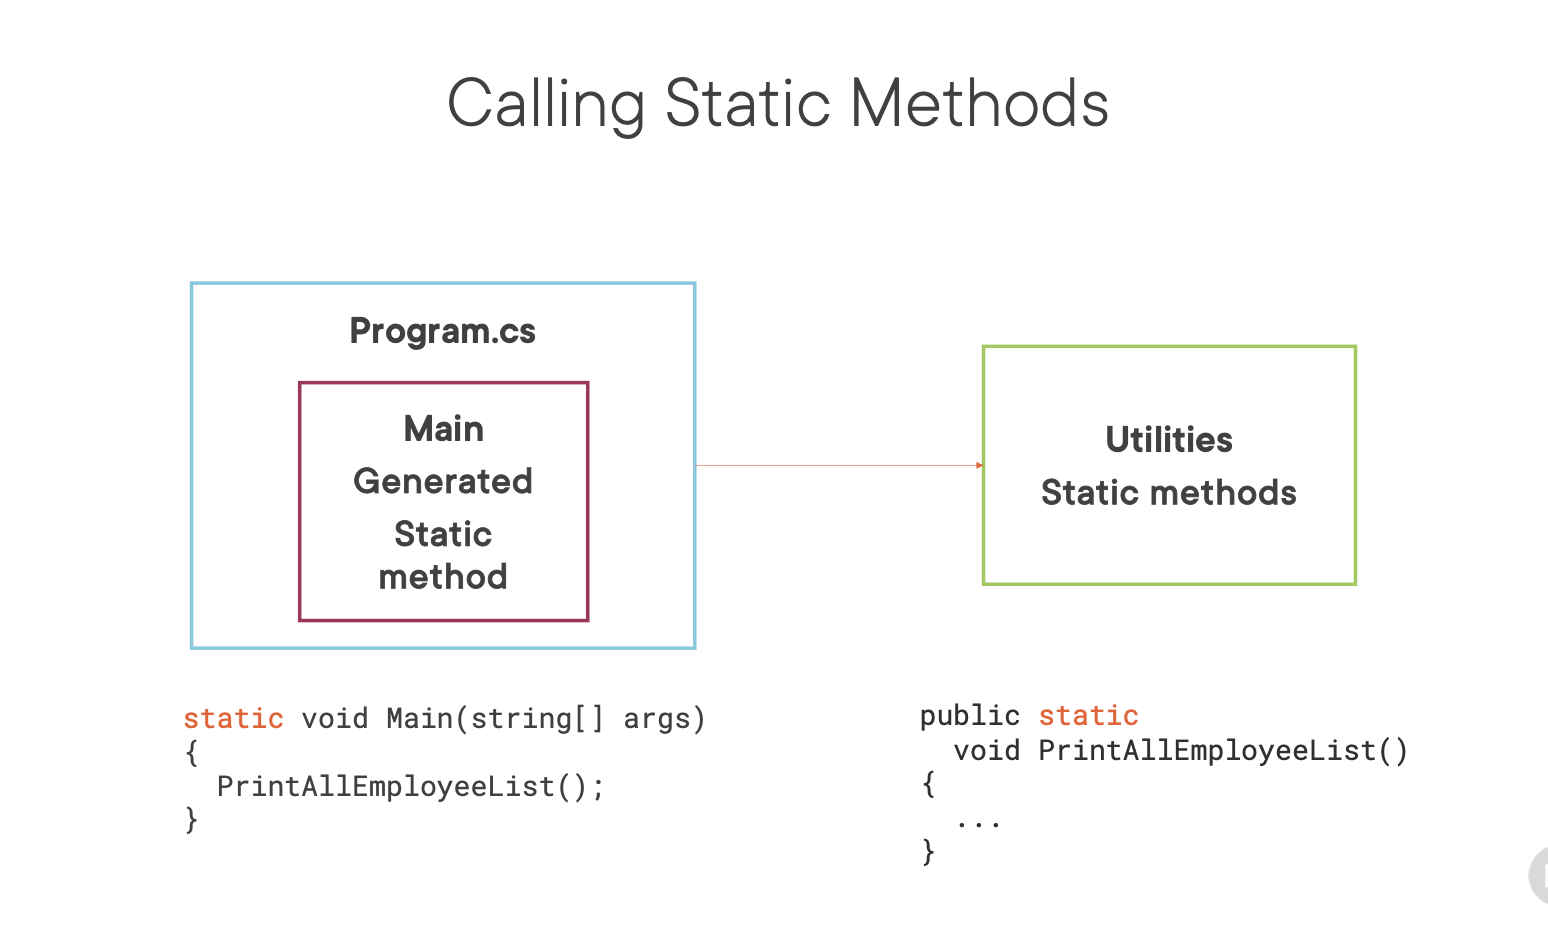 Calling Static Methods
Program.cs
Main
Generated
Static
method
Utilities
Static methods
static void Main(string[] args)
{
  PrintAllEmployeeList();
}
public static
  void PrintAllEmployeeList()
{
  ...
}